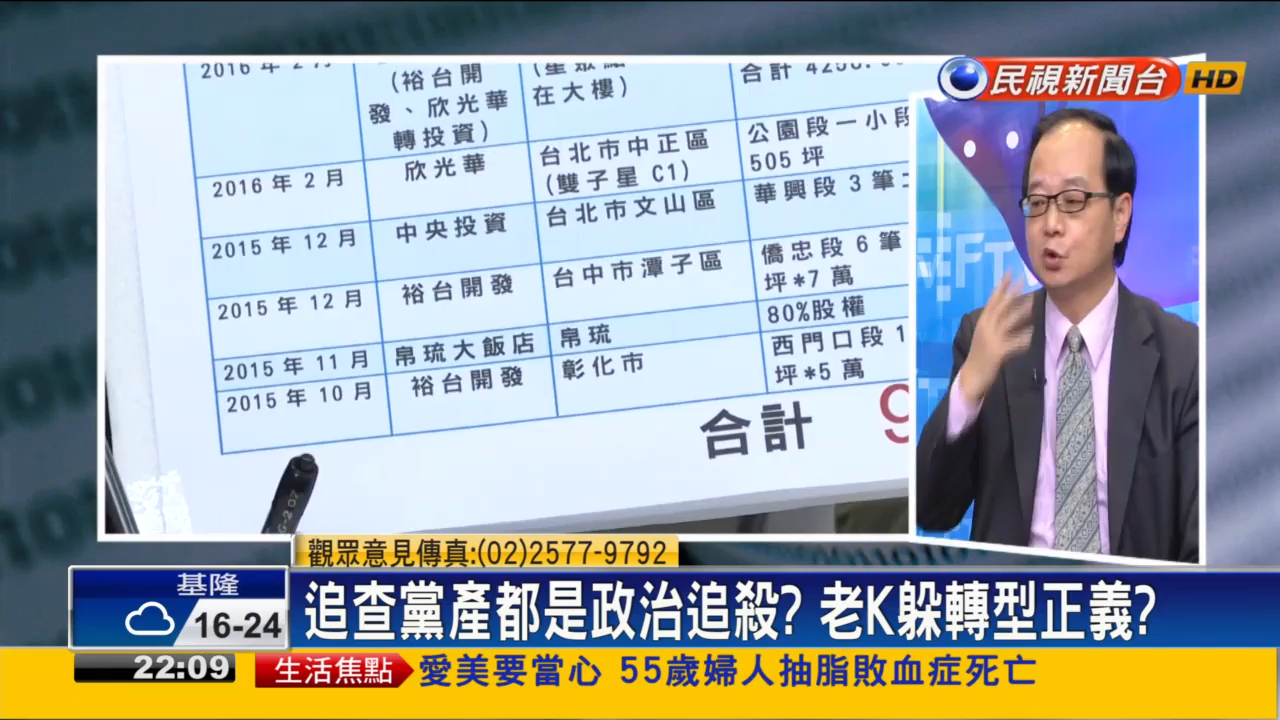 民視新聞台 HD
2016 年 2 月
(裕台開
發、欣光華
轉投資)
在大樓)
合計
2016 年 2 月
欣光華
台北市中正區
(雙子星 C1)
公園段一小段
505 坪
2015 年 12 月
中央投資
台北市文山區
華興段 3 筆
2015 年 12 月
裕台開發
台中市潭子區
僑忠段 6 筆
坪*7 萬
2015 年 11 月
帛琉大飯店
帛琉
80%股權
2015 年 10 月
裕台開發
彰化市
西門口段 1
坪*5 萬
合計 9
G-2 07
觀眾意見傳真:(02)2577-9792
基隆
16-24
追查黨產都是政治追殺? 老K躲轉型正義?
22:09
生活焦點
愛美要當心 55歲婦人抽脂敗血症死亡